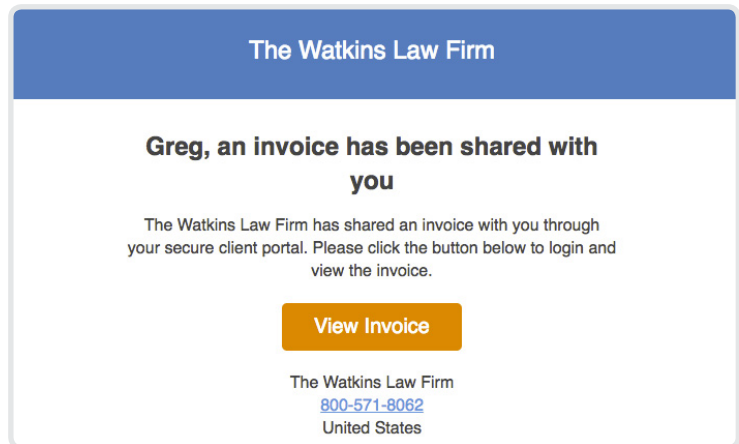 The Watkins Law Firm
Greg, an invoice has been shared with
you
The Watkins Law Firm has shared an invoice with you through
your secure client portal. Please click the button below to login and
view the invoice.
View Invoice
The Watkins Law Firm
800-571-8062
United States